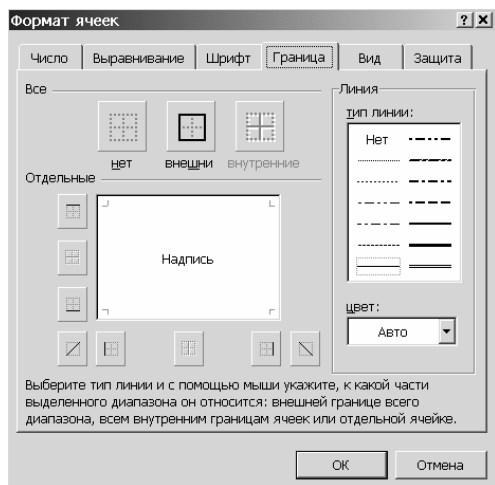 Формат ячеек
Число Выравнивание Шрифт Граница Вид Защита
Все
нет внешни внутренние
Отдельные
Надпись
Линия
тип линии:
Нет
цвет:
Авто
Выберите тип линии и с помощью мыши укажите, к какой части
выделенного диапазона он относится: внешней границе всего
диапазона, всем внутренним границам ячеек или отдельной ячейке.
ОК Отмена